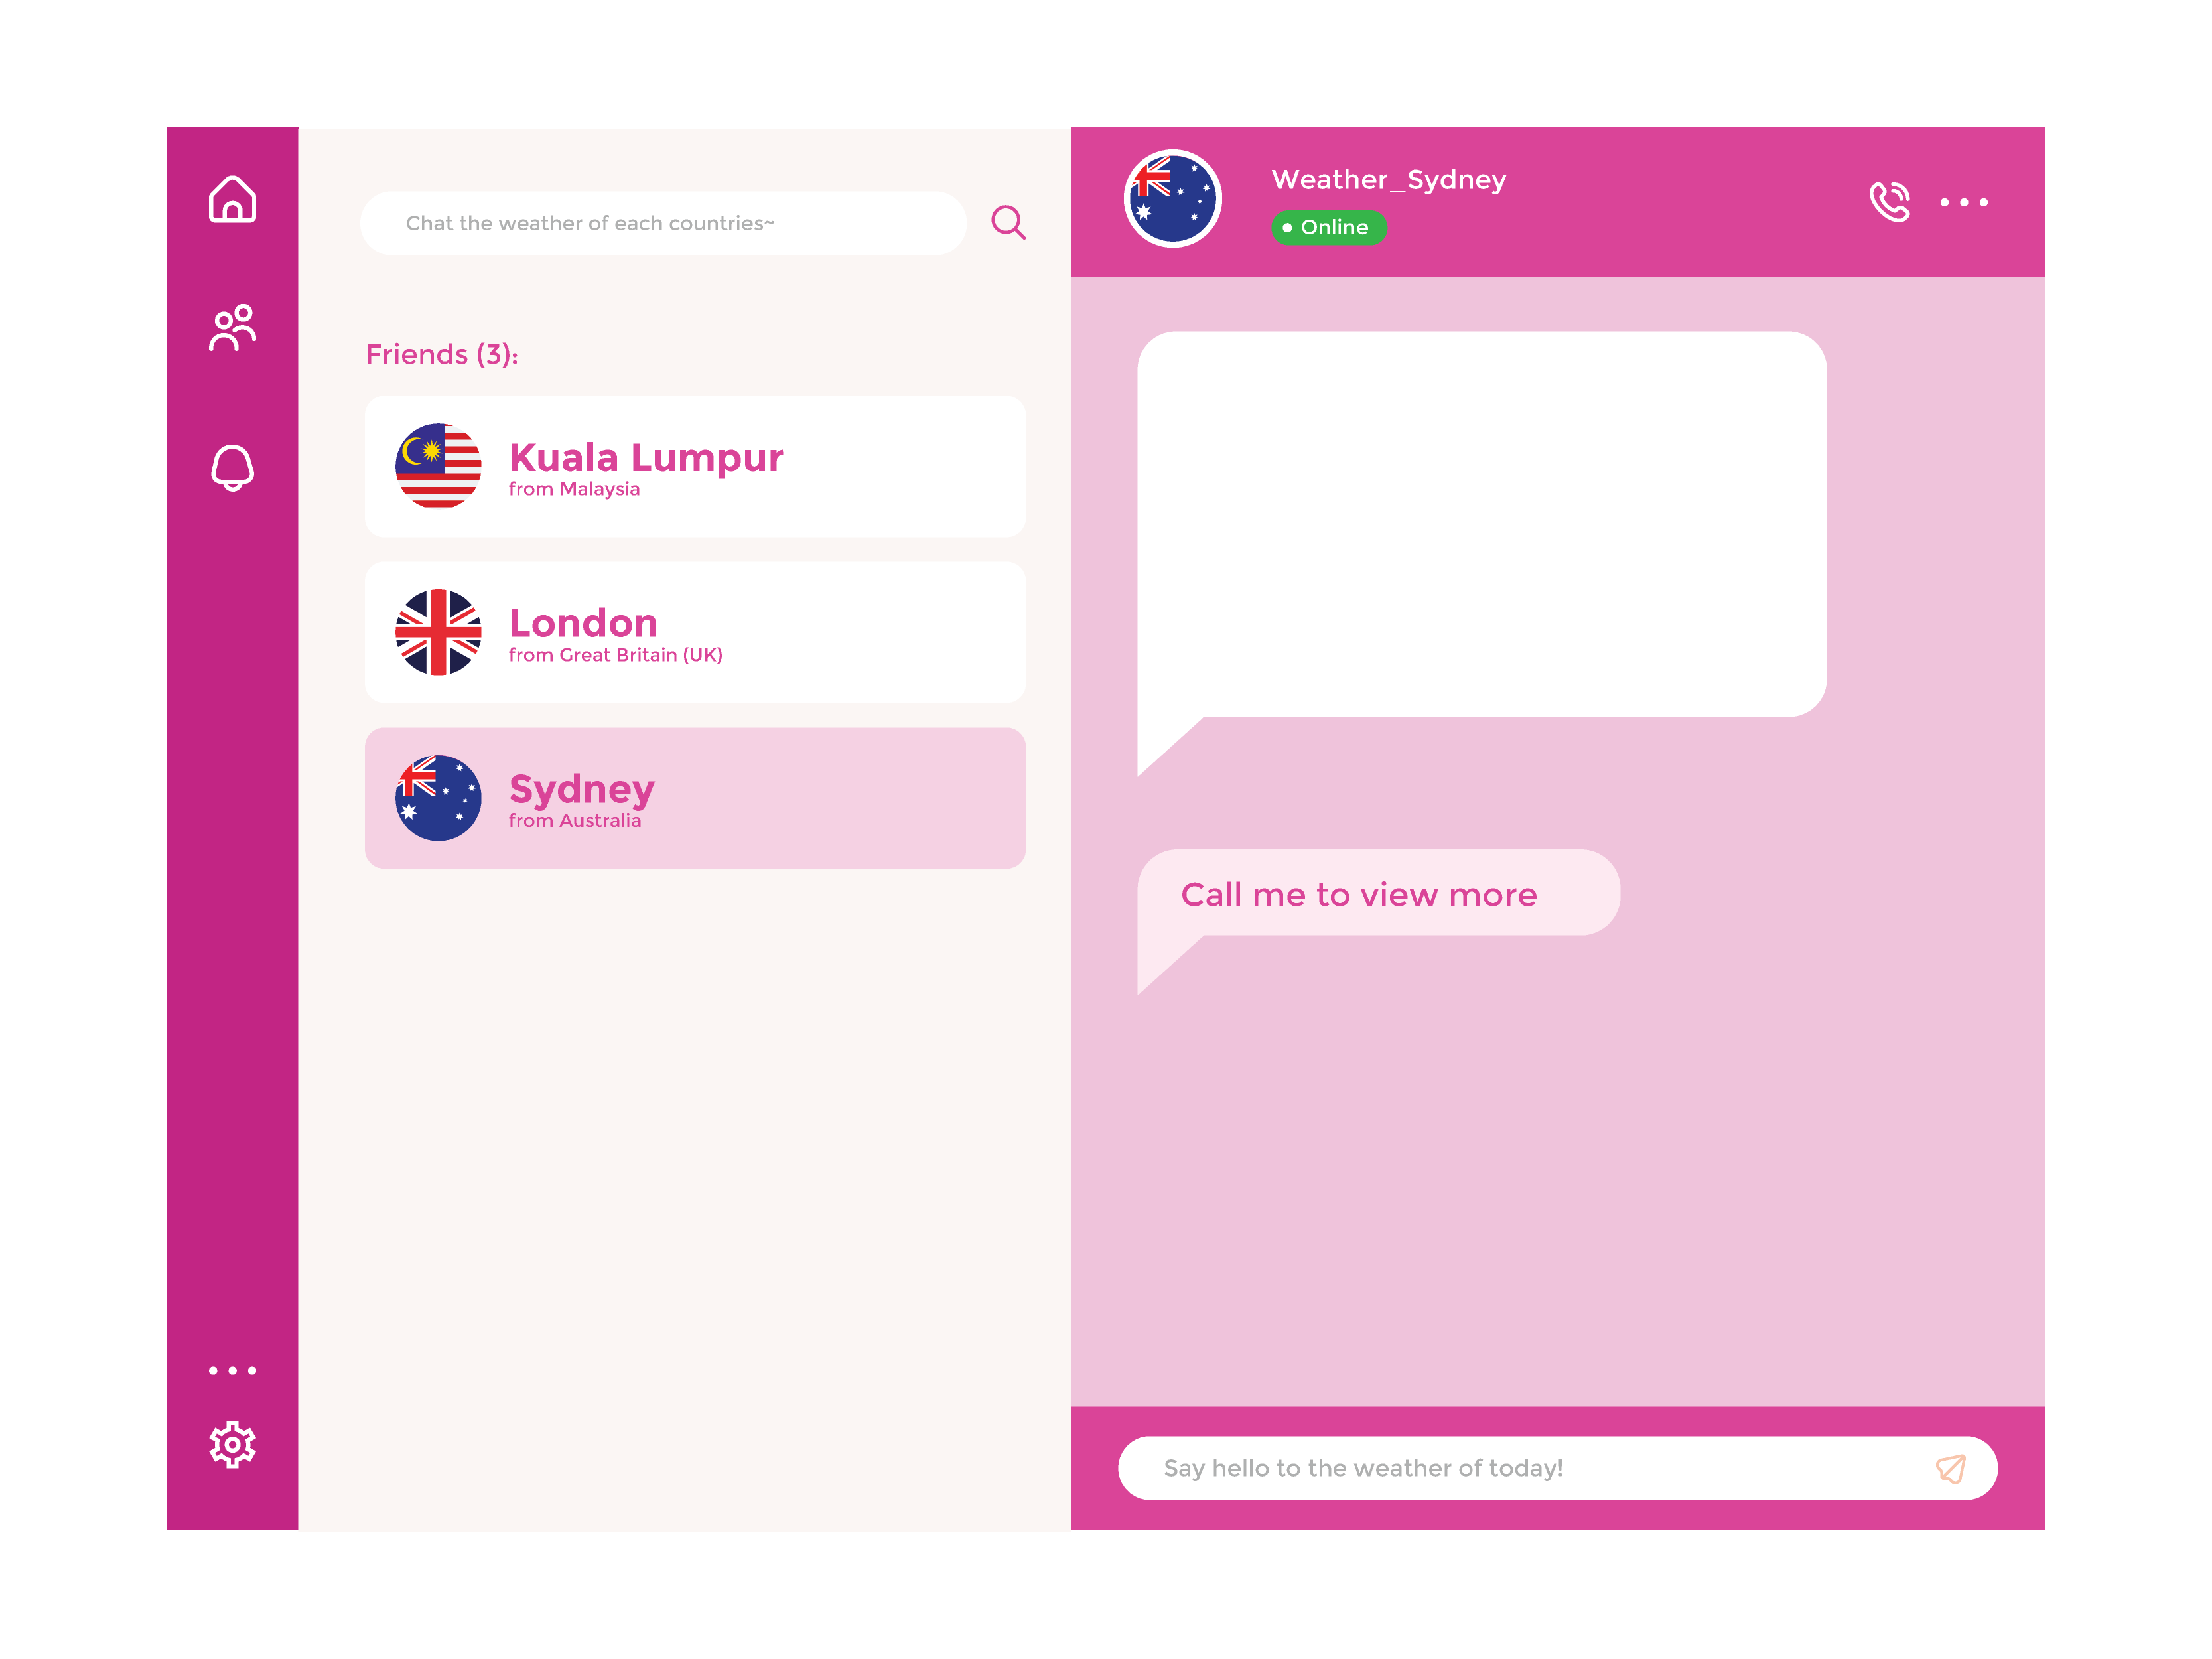 Chat the weather of each countries~
Friends (3):
Kuala Lumpur
from Malaysia
London
from Great Britain (UK)
Sydney
from Australia
Weather_Sydney
Online
Call me to view more
Say hello to the weather of today!